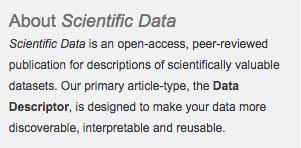 About Scientific Data
Scientific Data is an open-access, peer-reviewed
publication for descriptions of scientifically valuable
datasets. Our primary article-type, the Data
Descriptor, is designed to make your data more
discoverable, interpretable and reusable.